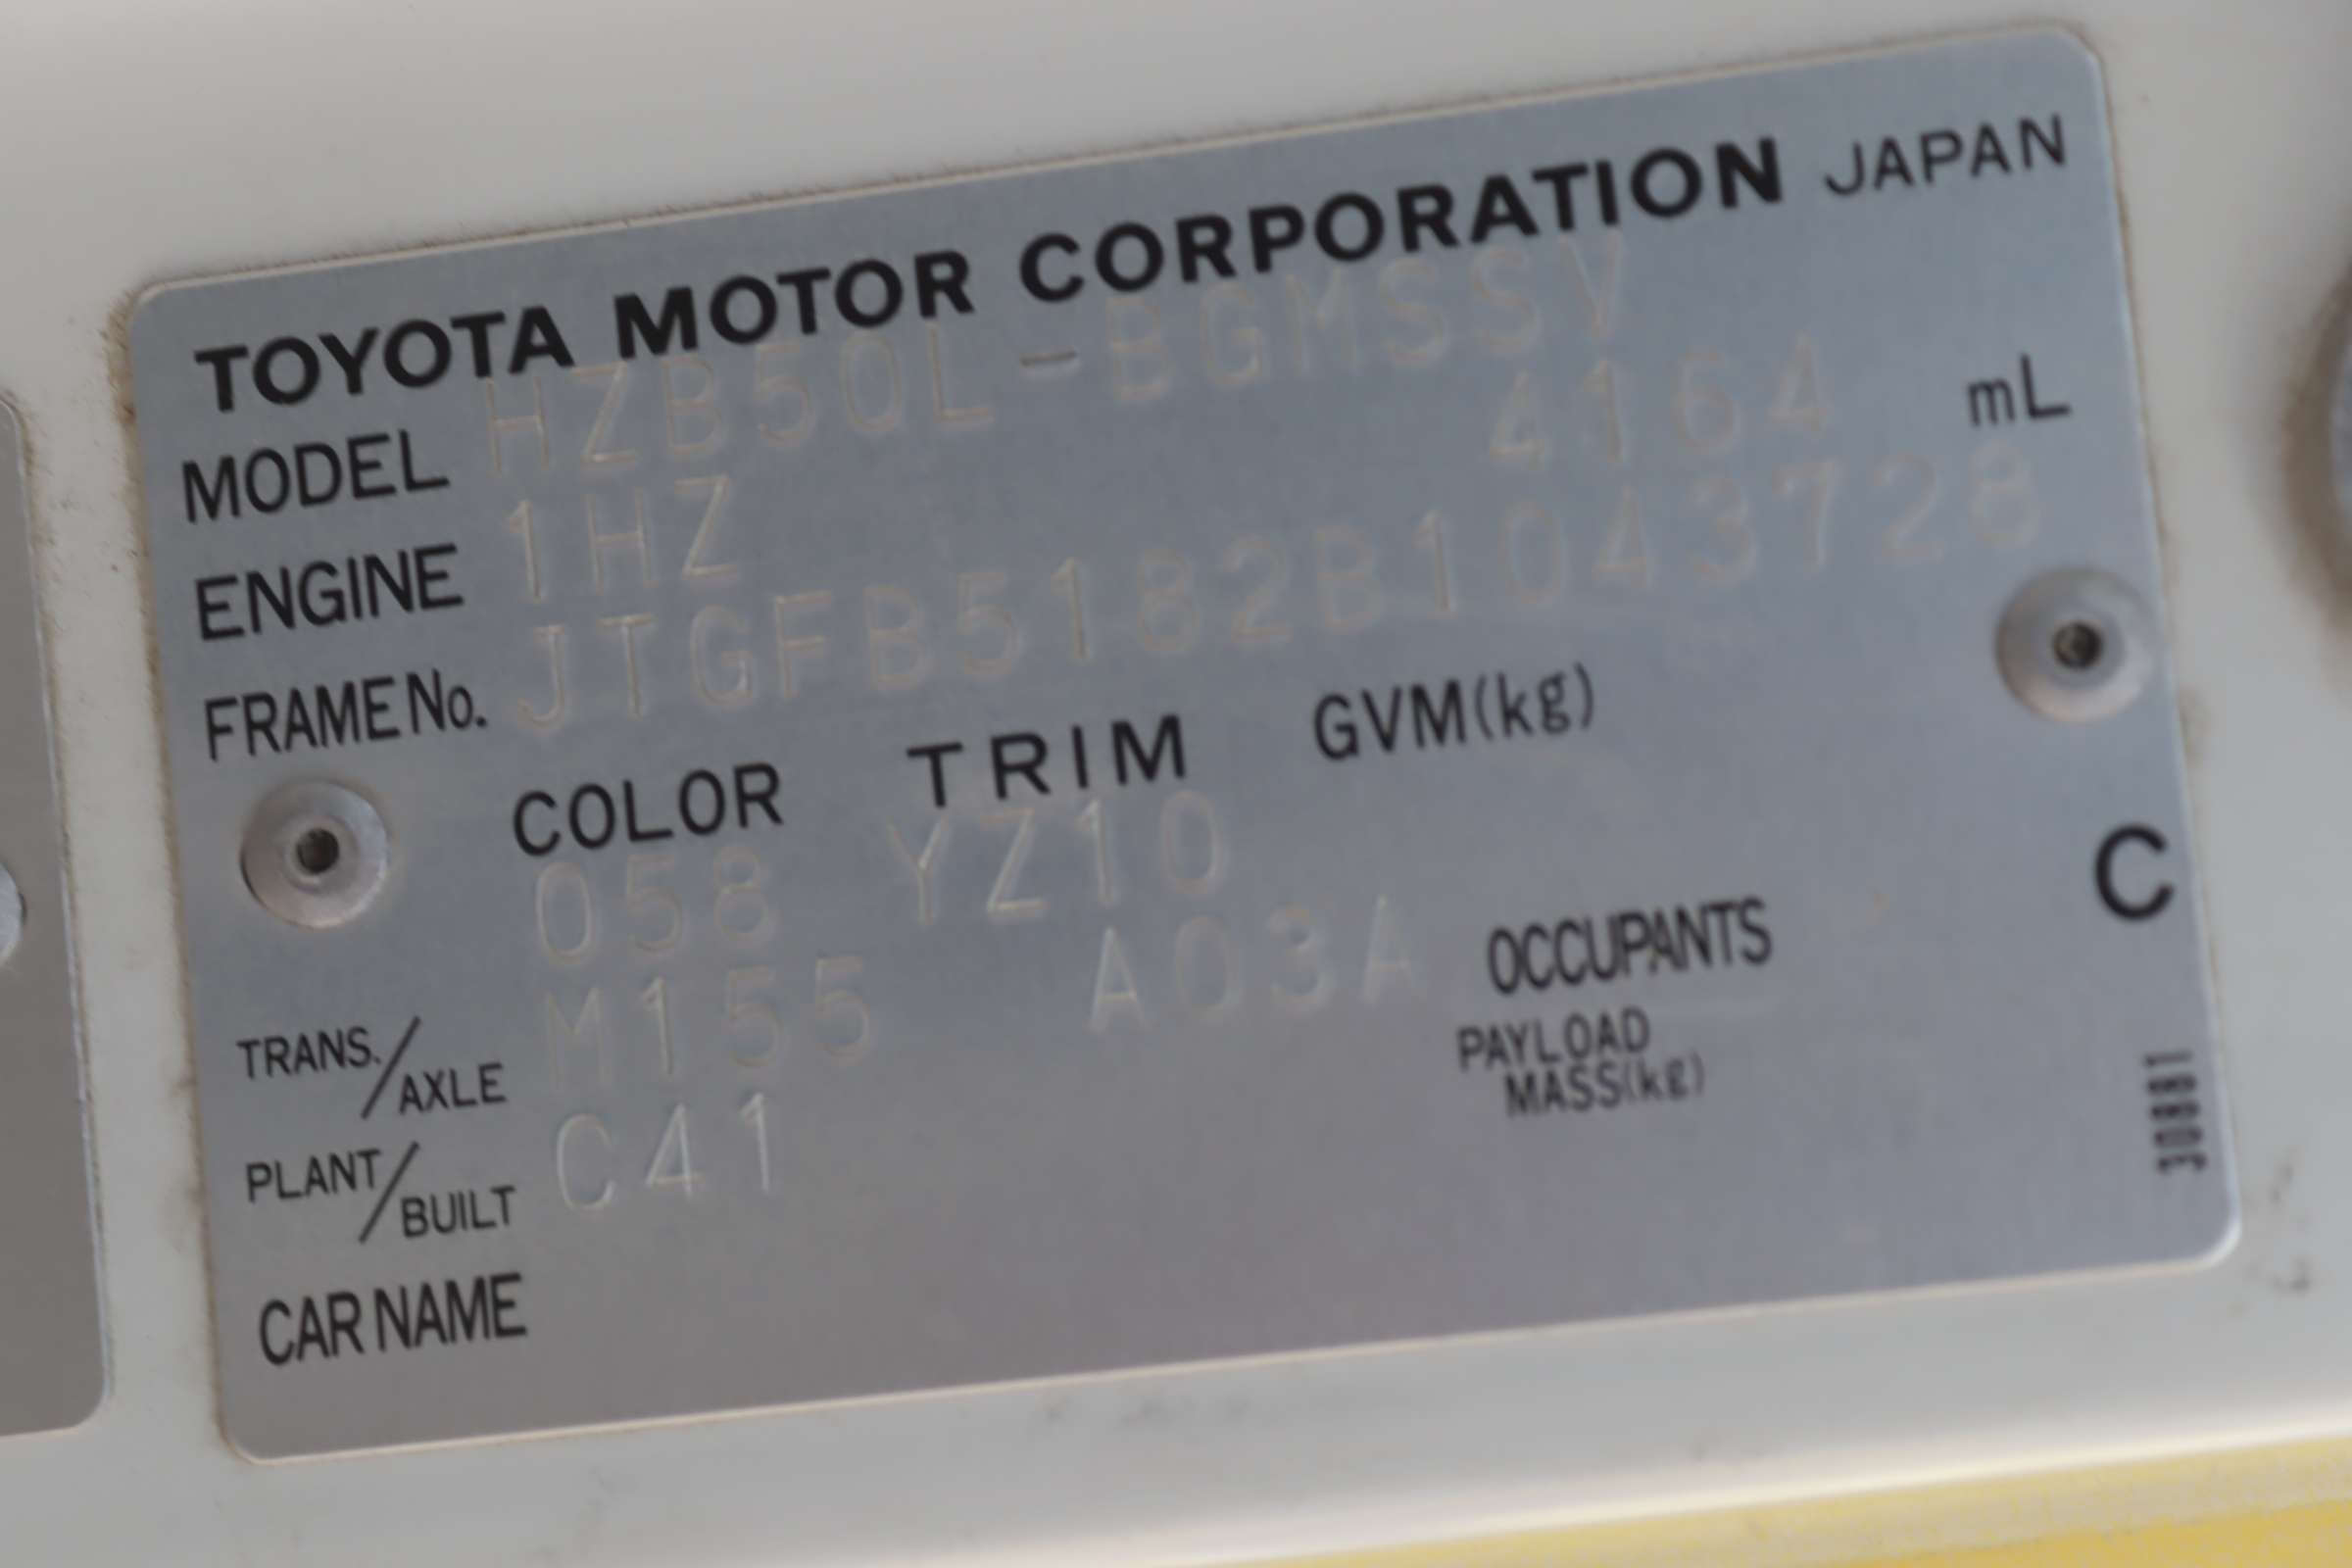 TOYOTA MOTOR CORPORATION JAPAN
MODEL HZB50L-BGMSSV
ENGINE 1HZ 4164 mL
FRAME No. JTGFB5182B1043728
COLOR TRIM GVM(kg)
058 YZ10
TRANS./AXLE M155 A03A OCCUPANTS
PLANT/BUILT C41 PAYLOAD MASS(kg)
CAR NAME
C